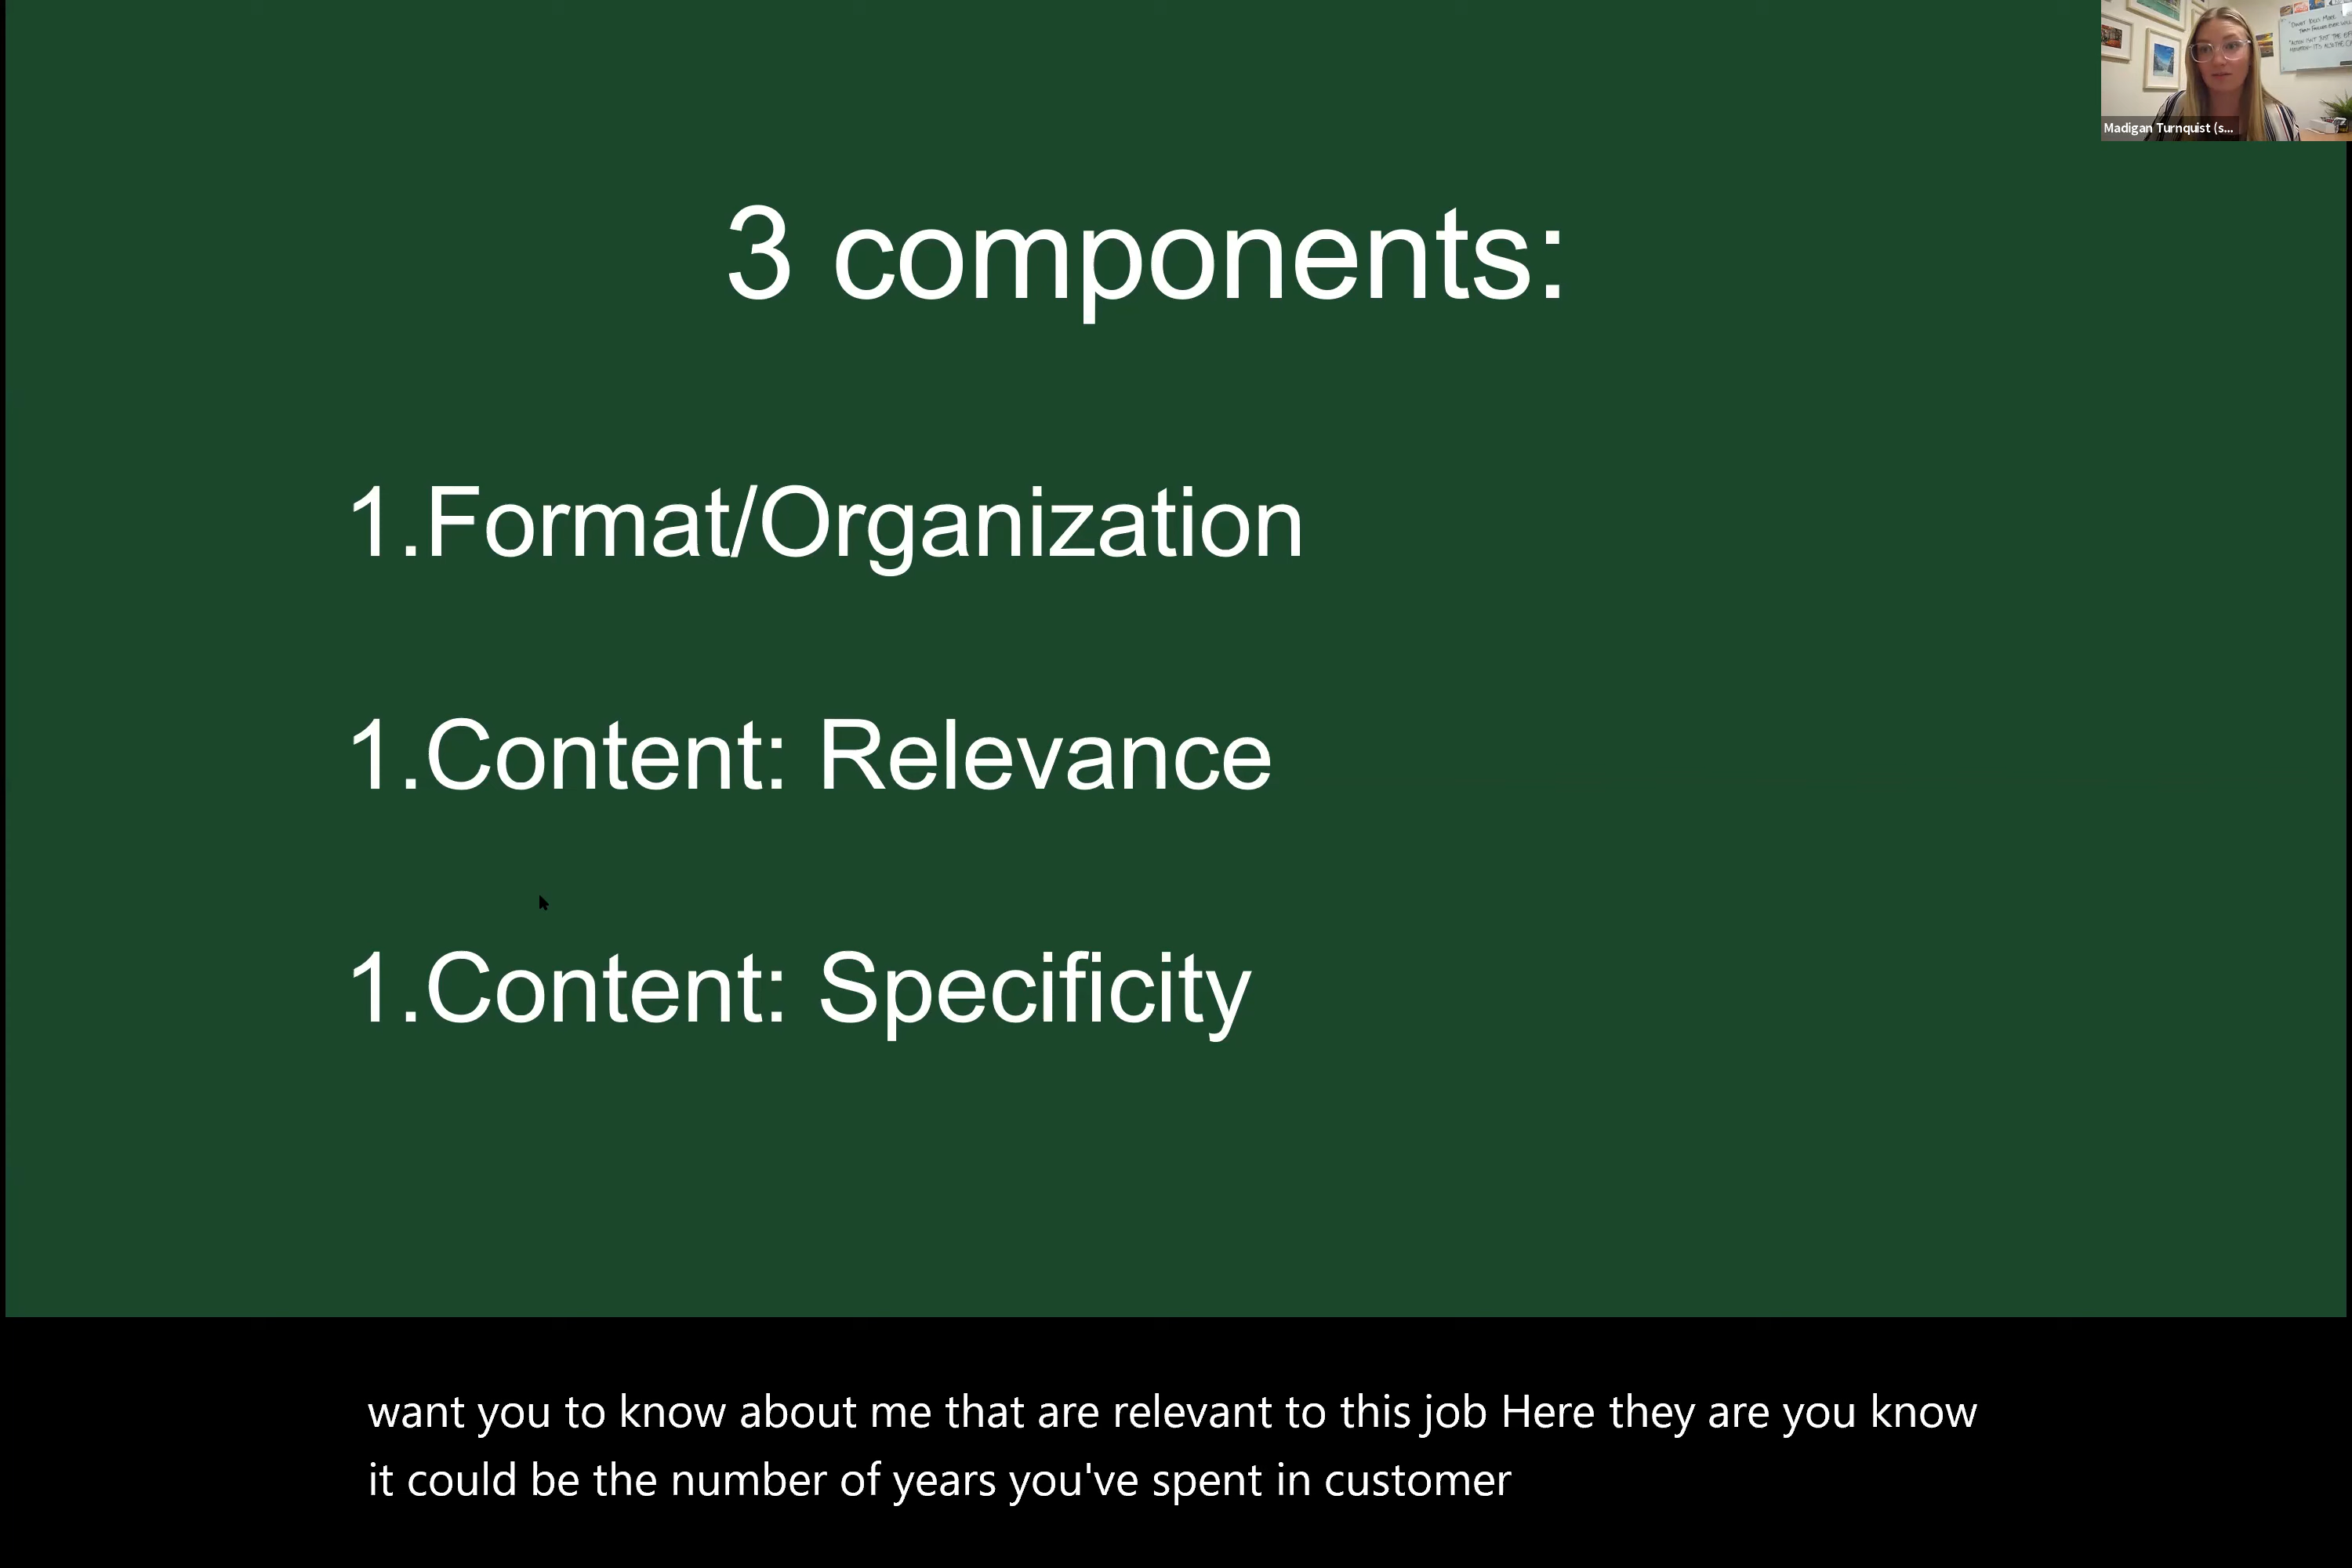 3 components:
1.Format/Organization
1.Content: Relevance
1.Content: Specificity
Madigan Turnquist (s...
want you to know about me that are relevant to this job Here they are you know
it could be the number of years you've spent in customer